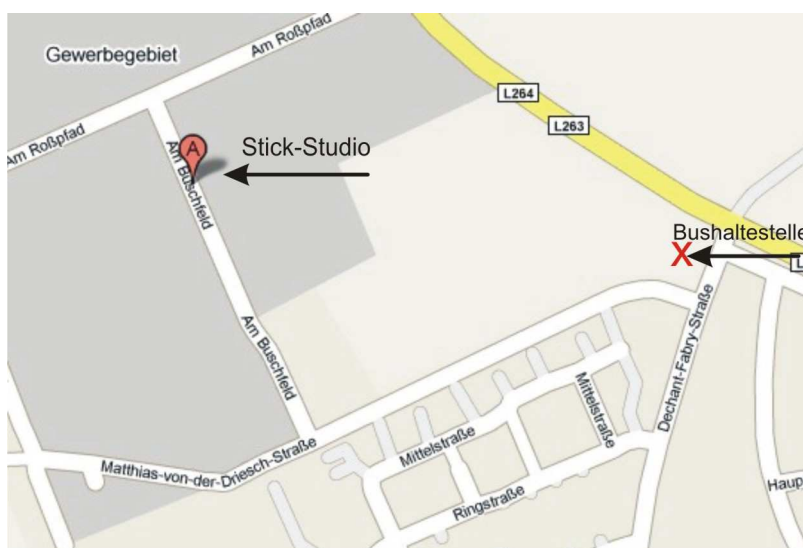 Am Roßpfad
Gewerbegebiet
L264
L263
Am Roßpfad
A
Stick-Studio
Am Buschfeld
Bushaltestelle
X
Am Buschfeld
Dechant-Fabry-Straße
Mittelstraße
Mittelstraße
Matthias-von-der-Driesch-Straße
Ringstraße